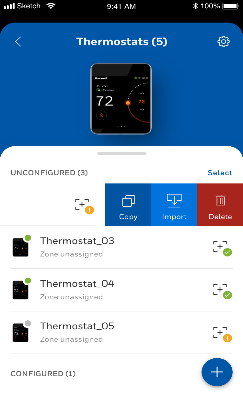 Sketch 9:41 AM 100%
Thermostats (5)
72
UNCONFIGURED (3) Select
Copy Import Delete
Thermostat_03
Zone unassigned
Thermostat_04
Zone unassigned
Thermostat_05
Zone unassigned
CONFIGURED (1)